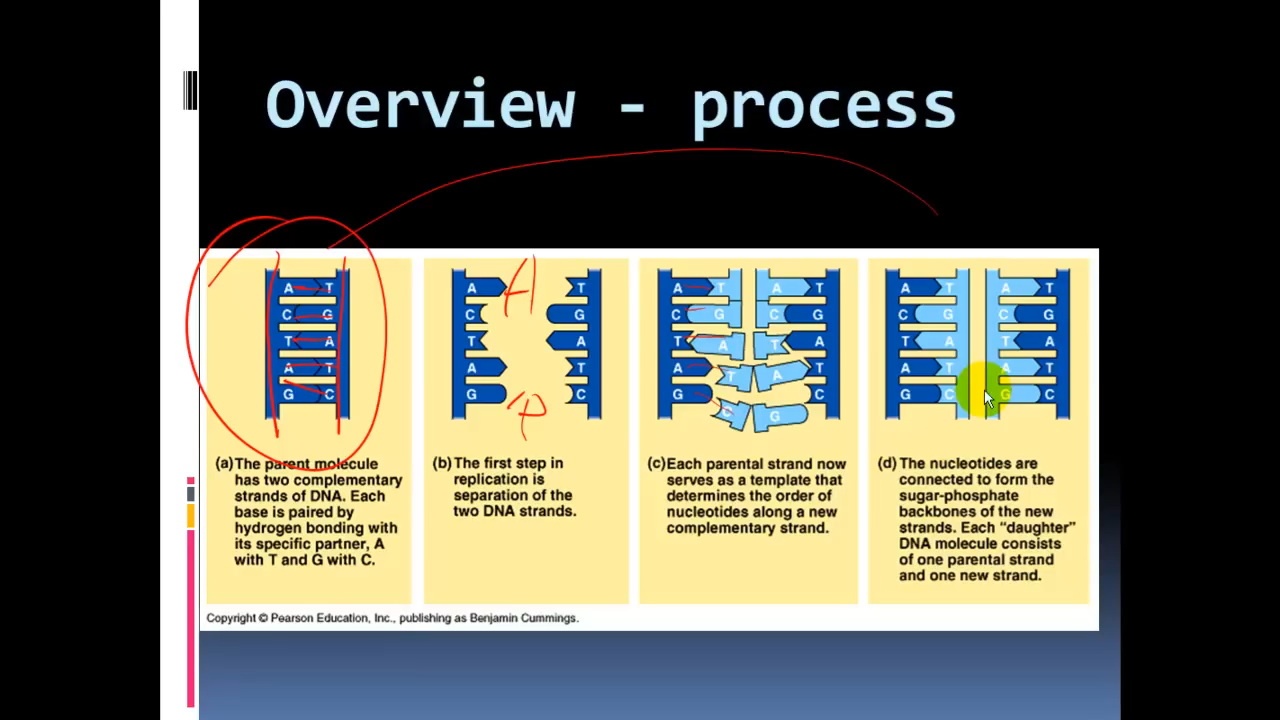 Overview - process
A T
C G
T A
A T
G C
(a) The parent molecule
has two complementary
strands of DNA. Each
base is paired by
hydrogen bonding with
its specific partner, A
with T and G with C.
A T
C G
T A
A T
G C
(b) The first step in
replication is
separation of the
two DNA strands.
A T A T
C G C G
T A T A
A T A T
G C G C
(c) Each parental strand now
serves as a template that
determines the order of
nucleotides along a new
complementary strand.
A T A T
C G C G
T A T A
A T A T
G C G C
(d) The nucleotides are
connected to form the
sugar-phosphate
backbones of the new
strands. Each “daughter”
DNA molecule consists
of one parental strand
and one new strand.
Copyright © Pearson Education, Inc., publishing as Benjamin Cummings.